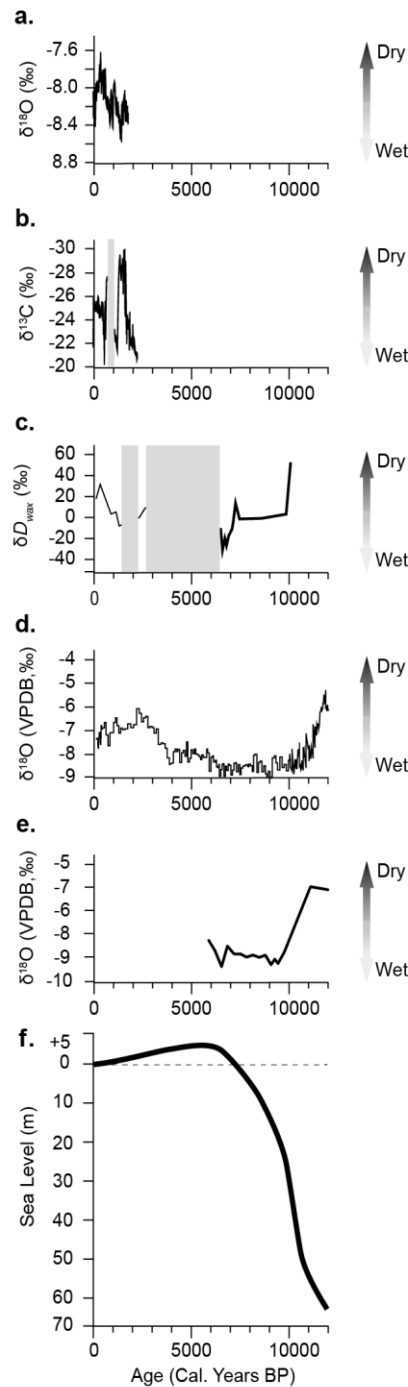 a.
δ¹⁸O (‰)
-7.6
-8.0
-8.4
8.8
0 5000 10000
Dry
Wet
b.
δ¹³C (‰)
-30
-28
-26
-24
-22
-20
0 5000 10000
Dry
Wet
c.
δD wax (‰)
60
40
20
0
-20
-40
0 5000 10000
Dry
Wet
d.
δ¹⁸O (VPDB,‰)
-4
-5
-6
-7
-8
-9
0 5000 10000
Dry
Wet
e.
δ¹⁸O (VPDB,‰)
-5
-7
-6
-8
-9
-10
0 5000 10000
Dry
Wet
f.
Sea Level (m)
+5
0
10
20
30
40
50
60
70
0 5000 10000
Age (Cal. Years BP)